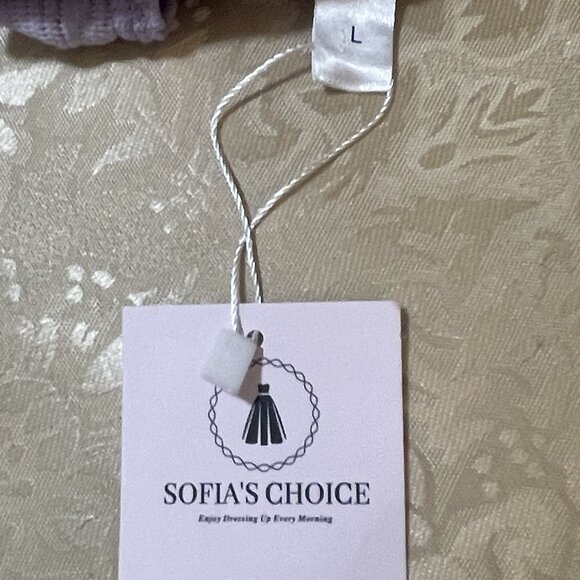 L
SOFIA'S CHOICE
Enjoy Dressing Up Every Morning